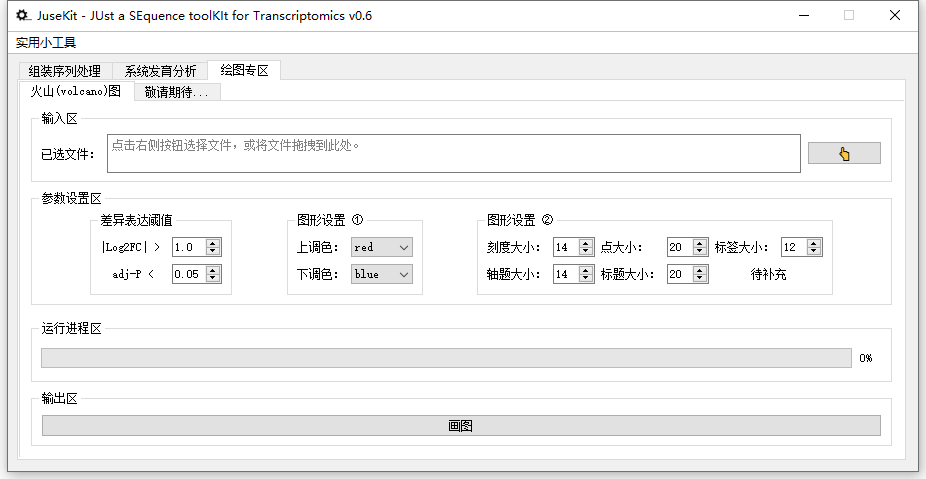 JuseKit - JUst a SEquence toolKIt for Transcriptomics v0.6
实用小工具
组装序列处理 系统发育分析 绘图专区
火山(volcano)图 敬请期待...
输入区
已选文件： 点击右侧按钮选择文件，或将文件拖拽到此处。
参数设置区
差异表达阈值 图形设置 ① 图形设置 ②
|Log2FC| > 1.0 上调色： red 刻度大小： 14 点大小： 20 标签大小： 12
adj-P < 0.05 下调色： blue 轴题大小： 14 标题大小： 20 待补充
运行进程区
0%
输出区
画图